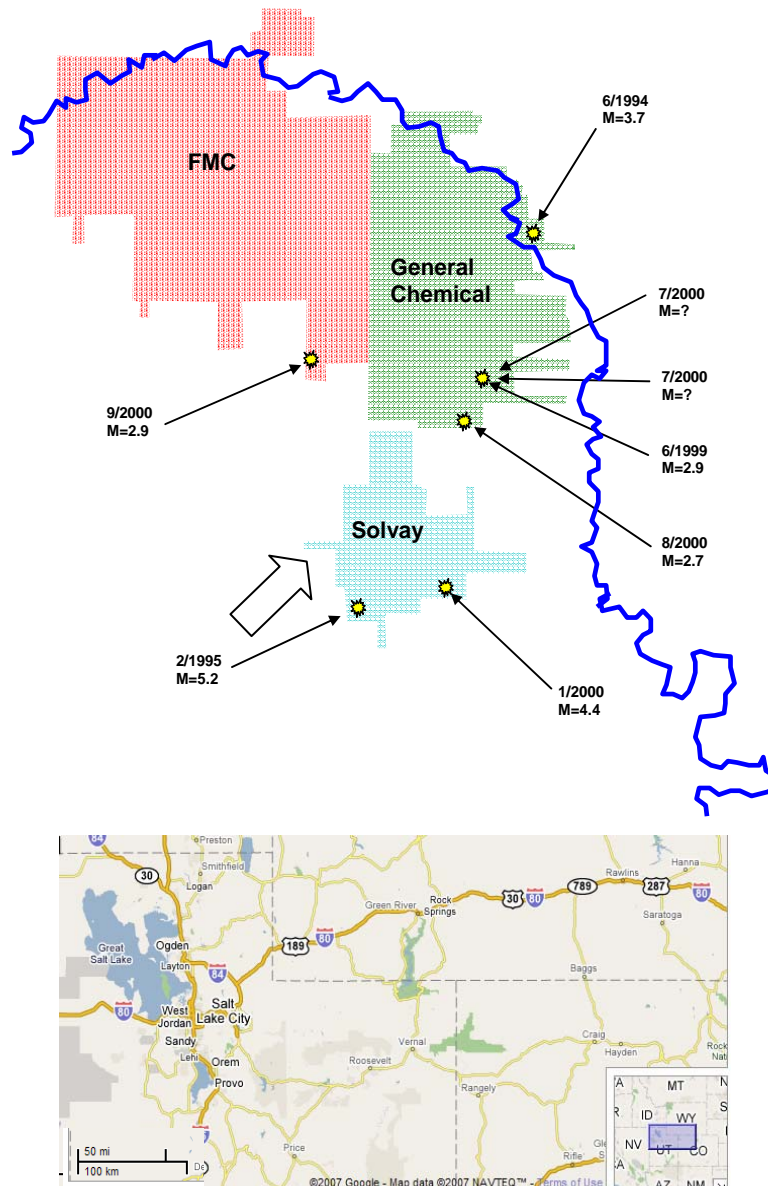 6/1994
M=3.7
FMC
General
Chemical
7/2000
M=?
7/2000
M=?
9/2000
M=2.9
6/1999
M=2.9
Solvay
8/2000
M=2.7
2/1995
M=5.2
1/2000
M=4.4
84
Preston
30
Smithfield
Logan
Great
Salt Lake
Ogden
Layton
84
189
80
Green River
Rock
Springs
30
80
789
Rawlins
287
Hanna
80
Saratoga
80
West
Jordan
Salt
Lake City
Sandy
Lehi
Orem
Provo
Baggs
Vernal
Roosevelt
Craig
Hayden
Rangely
Rock
Price
Rifle
50 mi
100 km
MT
ID
WY
NV
UT
CO
AZ
NM
©2007 Google - Map data ©2007 NAVTEQ™ - Terms of Use